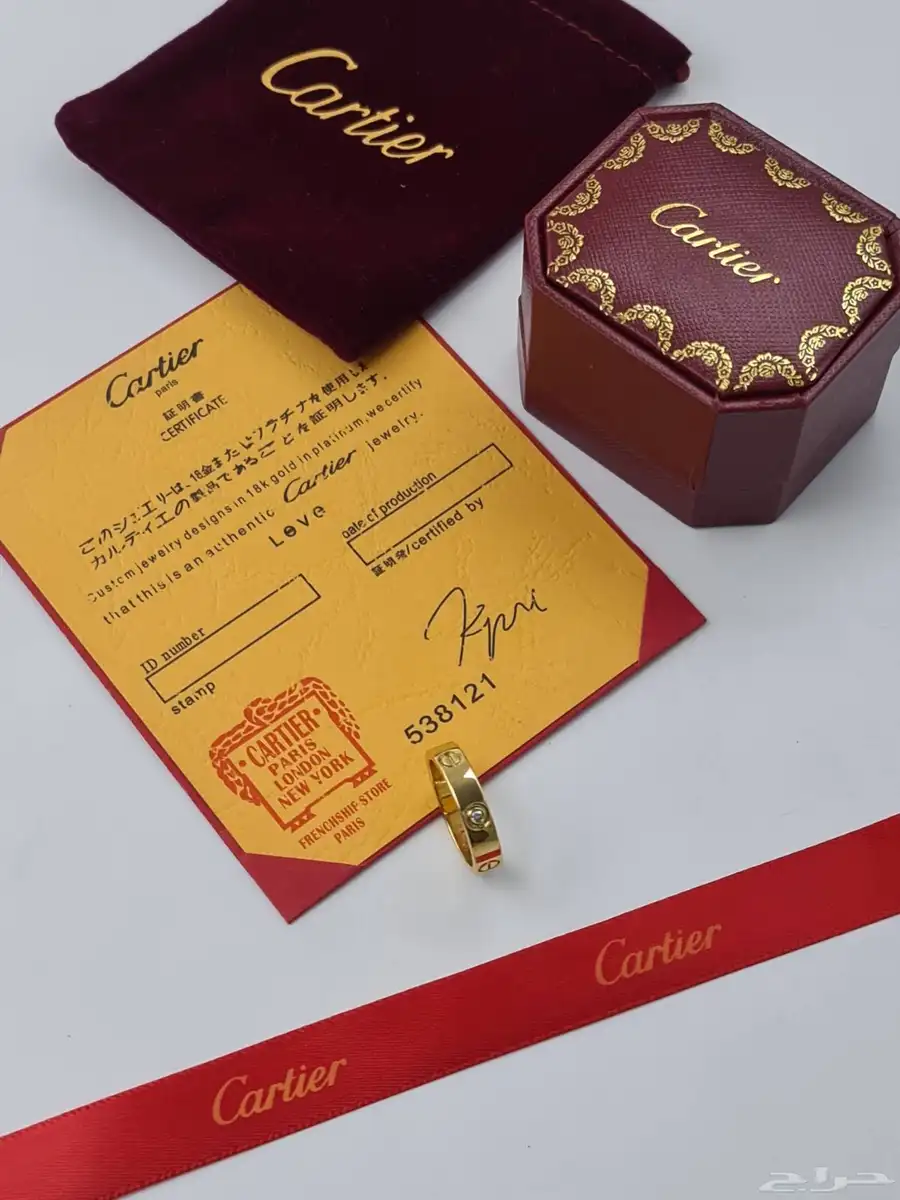 Cartier
Cartier
Cartier
paris
証明書
CERTIFICATE
このジュエリーは、18金またはプラチナを使用した
カルティエの製品であることを証明します。
Custom jewelry designs in 18k gold in platinum, we certify
that this is an authentic Cartier jewelry.
Love
Date of production
証明発/certified by
ID number
stamp
538121
CARTIER
PARIS
LONDON
NEW YORK
FRENCHSHIP-STORE
PARIS
Cartier
Cartier
حراج